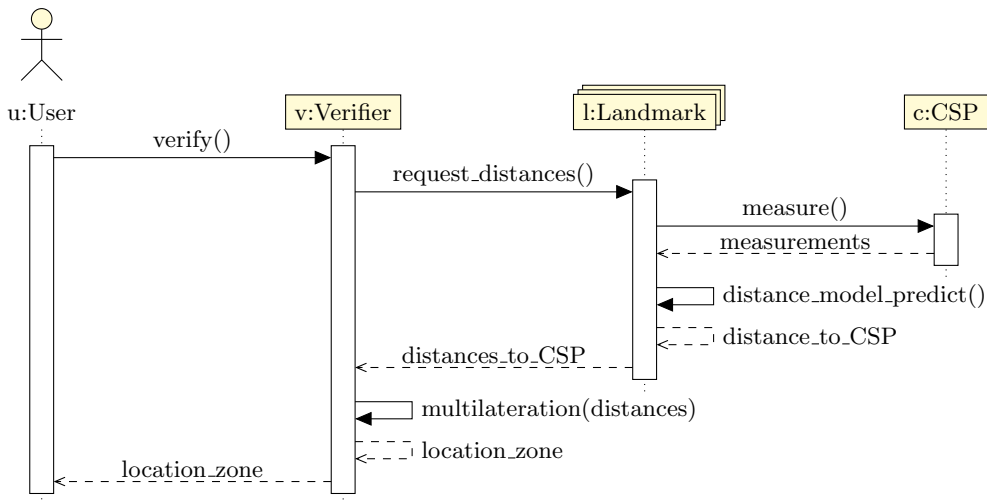 u:User
v:Verifier
l:Landmark
c:CSP
verify()
request_distances()
measure()
measurements
distance_model_predict()
distance_to_CSP
distances_to_CSP
multilateration(distances)
location_zone
location_zone